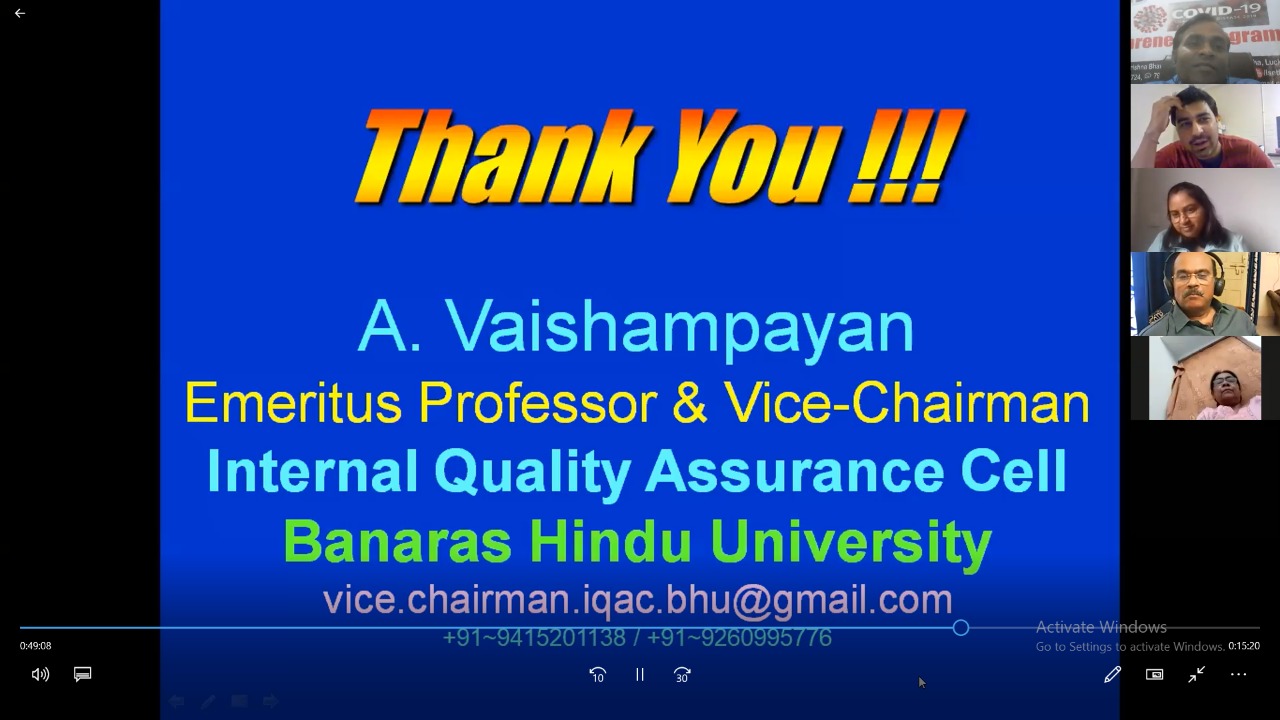 Thank You !!!
A. Vaishampayan
Emeritus Professor & Vice-Chairman
Internal Quality Assurance Cell
Banaras Hindu University
vice.chairman.iqac.bhu@gmail.com
+91~9415201138 / +91~9260995776
COVID-19
Activate Windows
Go to Settings to activate Windows.
0:49:08
0:15:20
10
30